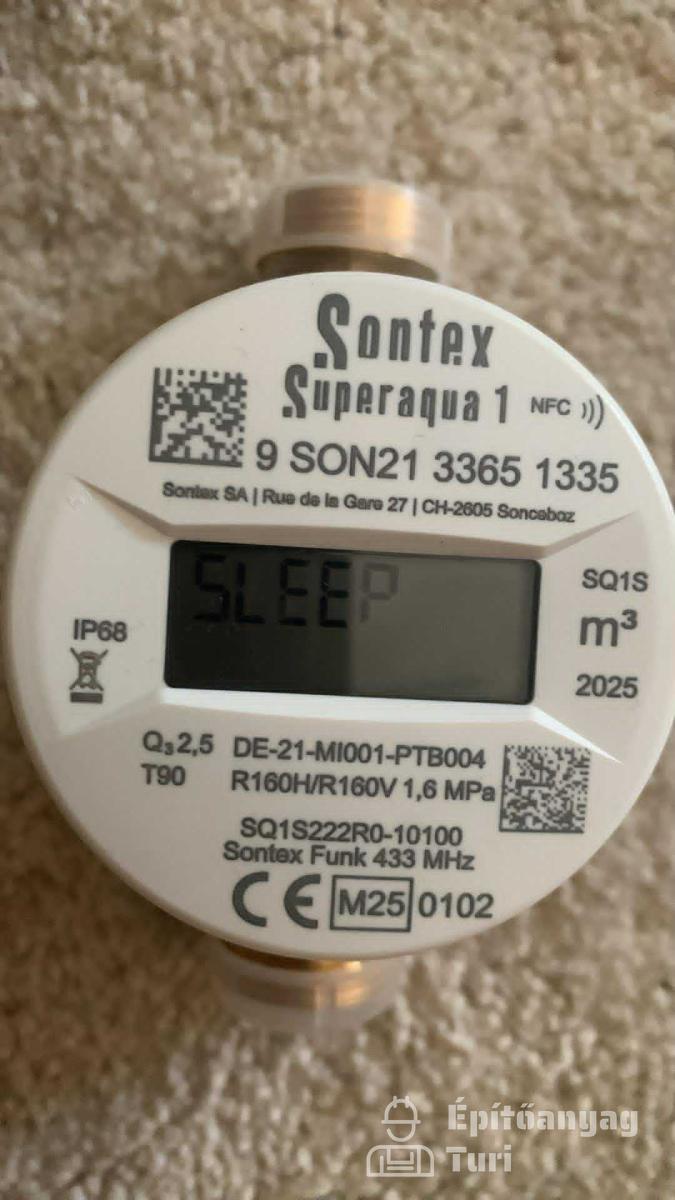 Sontex
Superaqua 1 NFC
9 SON21 3365 1335
Sontex SA | Rue de la Gare 27 | CH-2605 Sonceboz
SLEEP
SQ1S
m³
2025
IP68
Q₃ 2,5 DE-21-MI001-PTB004
T90 R160H/R160V 1,6 MPa
SQ1S222R0-10100
Sontex Funk 433 MHz
CE M25 0102
Építőanyag
Turi